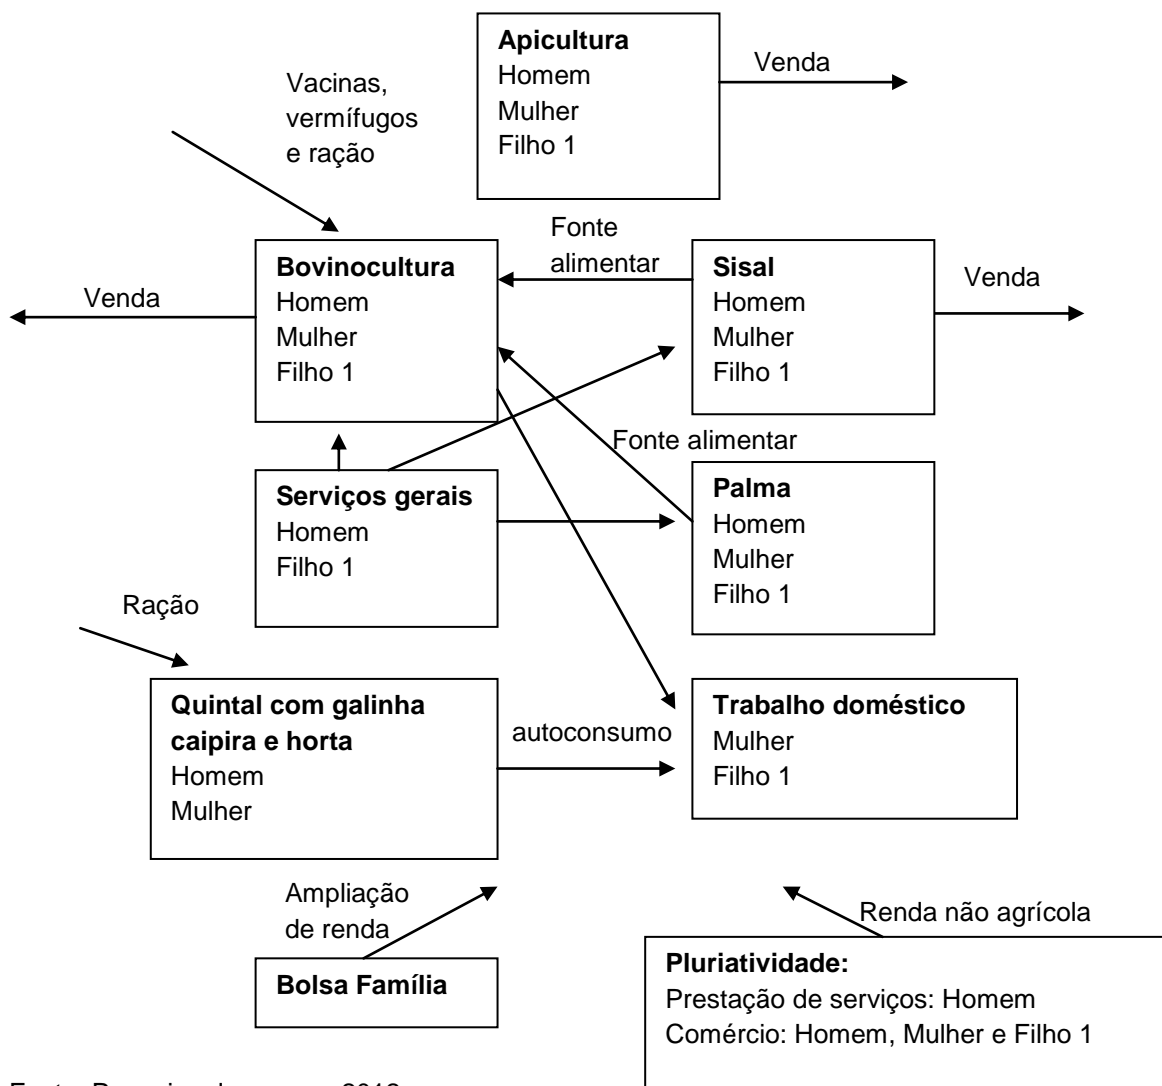 Apicultura
Homem
Mulher
Filho 1
Venda
Vacinas,
vermífugos
e ração
Fonte
alimentar
Bovinocultura
Homem
Mulher
Filho 1
Venda
Sisal
Homem
Mulher
Filho 1
Venda
Fonte alimentar
Serviços gerais
Homem
Filho 1
Palma
Homem
Mulher
Filho 1
Ração
Quintal com galinha
caipira e horta
Homem
Mulher
autoconsumo
Trabalho doméstico
Mulher
Filho 1
Ampliação
de renda
Bolsa Família
Renda não agrícola
Pluriatividade:
Prestação de serviços: Homem
Comércio: Homem, Mulher e Filho 1